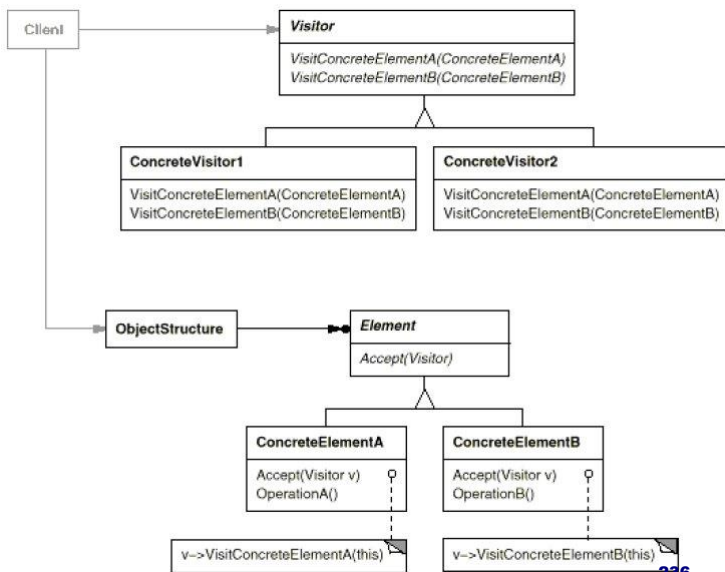 Client
Visitor
VisitConcreteElementA(ConcreteElementA)
VisitConcreteElementB(ConcreteElementB)
ConcreteVisitor1
VisitConcreteElementA(ConcreteElementA)
VisitConcreteElementB(ConcreteElementB)
ConcreteVisitor2
VisitConcreteElementA(ConcreteElementA)
VisitConcreteElementB(ConcreteElementB)
ObjectStructure
Element
Accept(Visitor)
ConcreteElementA
Accept(Visitor v)
OperationA()
ConcreteElementB
Accept(Visitor v)
OperationB()
v->VisitConcreteElementA(this)
v->VisitConcreteElementB(this)
236